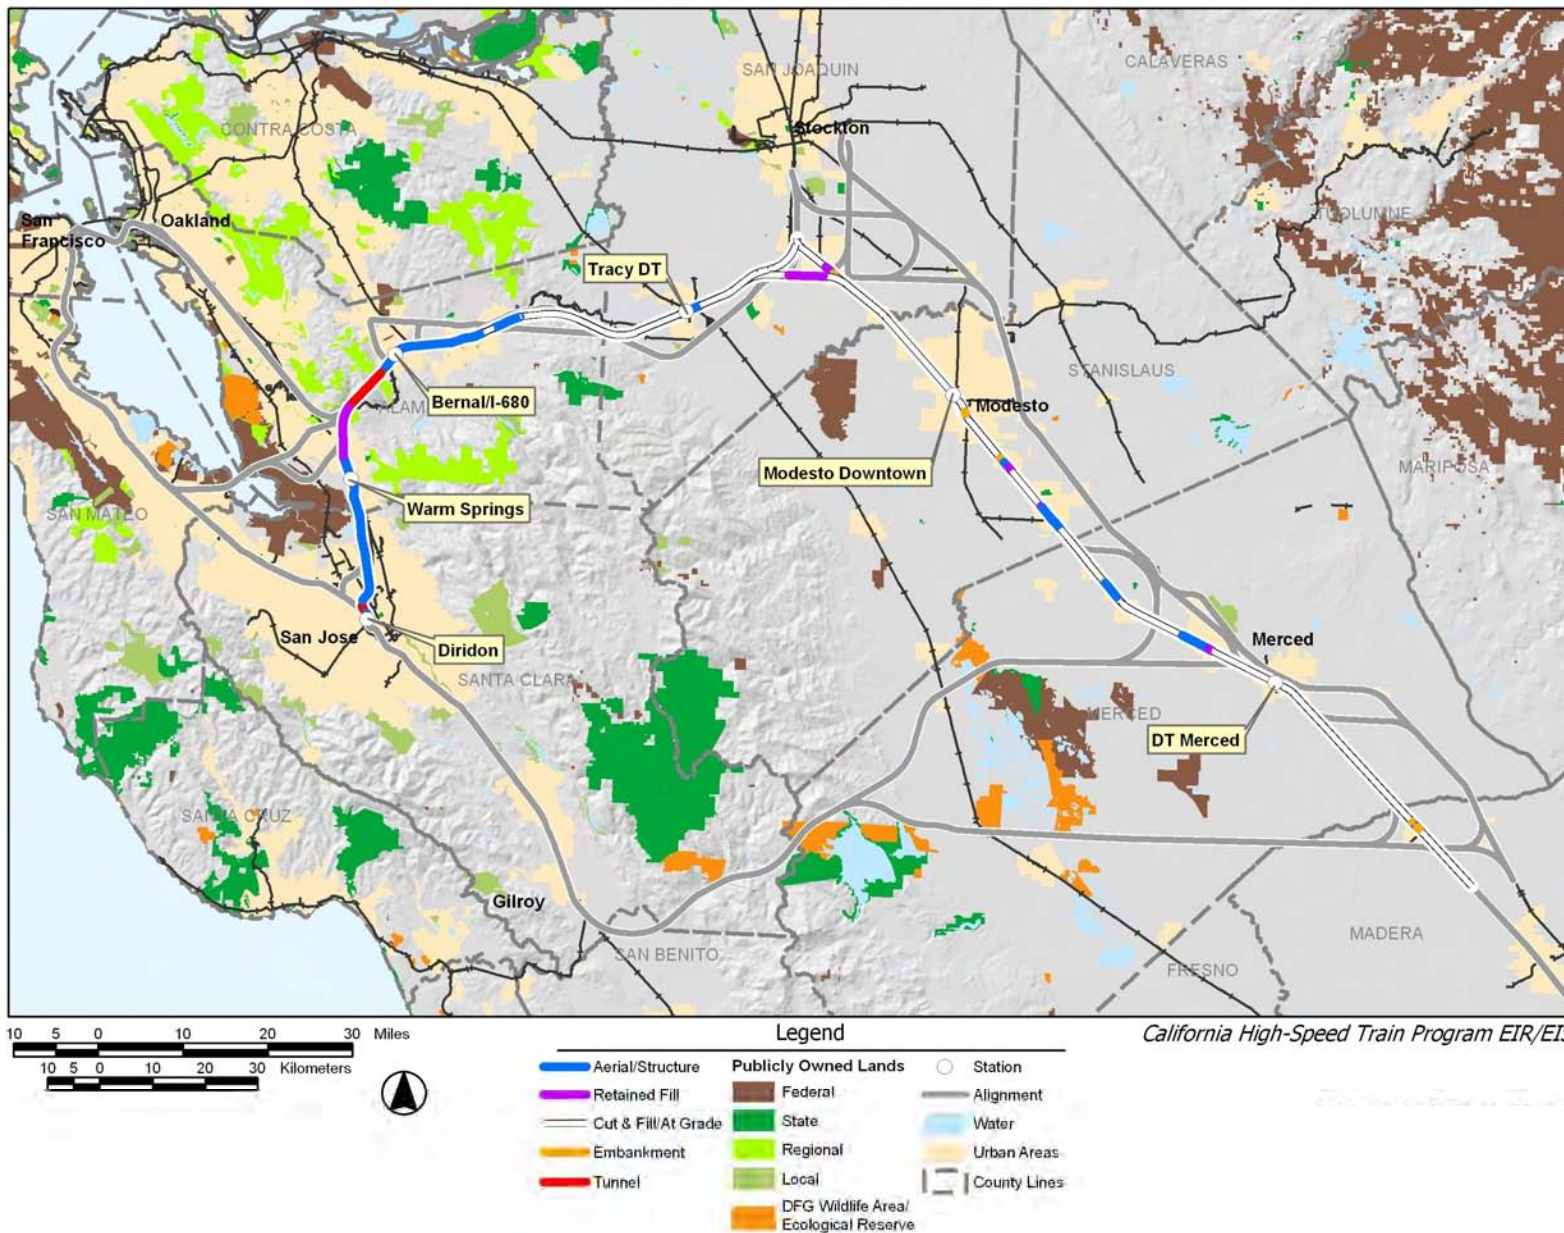 SAN JOAQUIN
CALAVERAS
CONTRA COSTA
Stockton
San
Francisco
Oakland
TUOLUMNE
Tracy DT
STANISLAUS
Bernal/I-680
ALAM
Modesto
Modesto Downtown
MARIPOSA
Warm Springs
SAN MATEO
San Jose
Diridon
Merced
SANTA CLARA
MERCED
DT Merced
SANTA CRUZ
Gilroy
SAN BENITO
MADERA
FRESNO
10 5 0 10 20 30 Miles
10 5 0 10 20 30 Kilometers
Legend
California High-Speed Train Program EIR/EIS
Aerial/Structure
Retained Fill
Cut & Fill/At Grade
Embankment
Tunnel
Publicly Owned Lands
Federal
State
Regional
Local
DFG Wildlife Area/
Ecological Reserve
Station
Alignment
Water
Urban Areas
County Lines